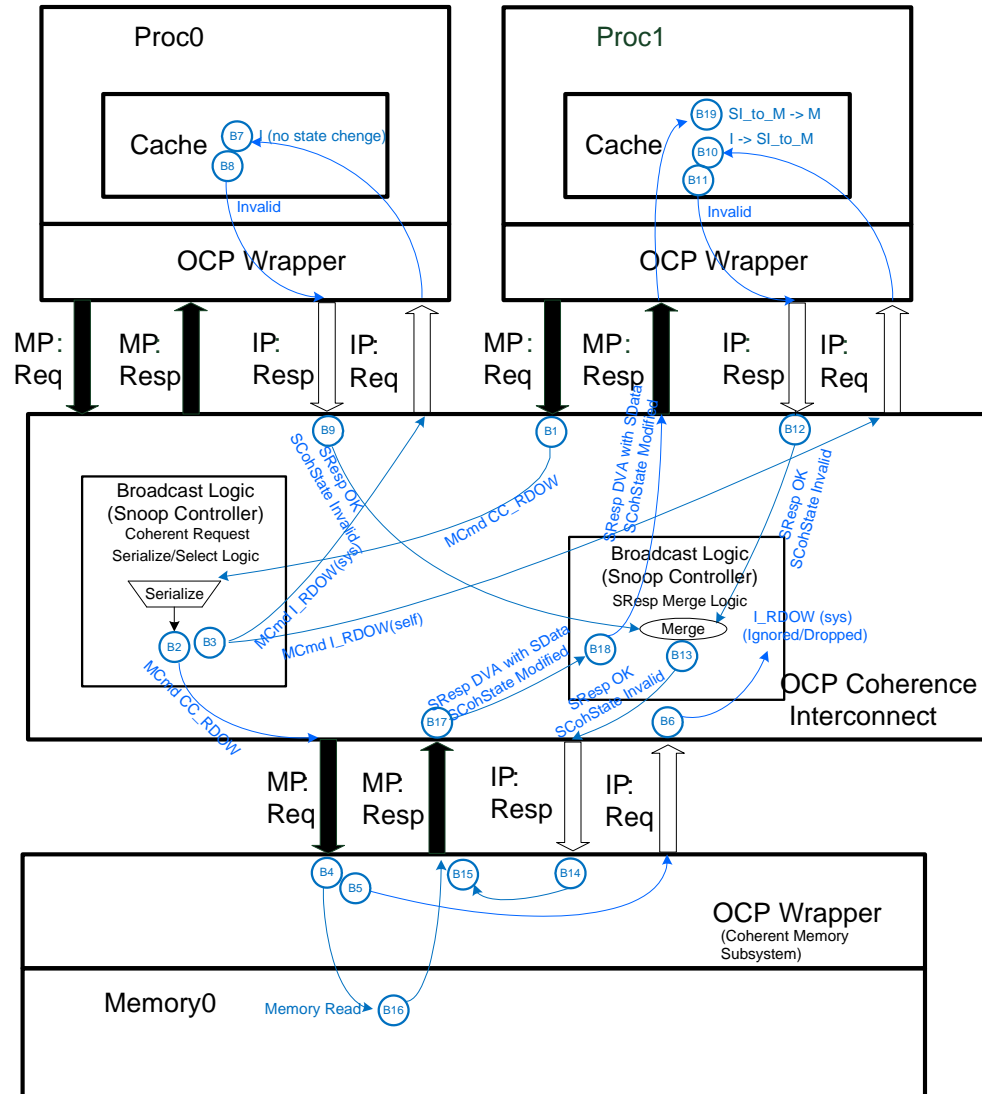 Proc0
Proc1
Cache
B7
I (no state chenge)
B8
Invalid
Cache
B19
SI_to_M -> M
I -> SI_to_M
B10
B11
Invalid
OCP Wrapper
OCP Wrapper
MP:
Req
MP:
Resp
IP:
Resp
IP:
Req
MP:
Req
MP:
Resp
IP:
Resp
IP:
Req
B9
SResp OK
SCohState Invalid
B1
MCmd CC_RDOW
SResp DVA with SData
SCohState Modified
B12
SResp OK
SCohState Invalid
Broadcast Logic
(Snoop Controller)
Coherent Request
Serialize/Select Logic
Serialize
B2
B3
MCmd I_RDOW(sys)
MCmd I_RDOW(self)
MCmd CC_RDOW
Broadcast Logic
(Snoop Controller)
SResp Merge Logic
Merge
B18
B13
I_RDOW (sys)
(Ignored/Dropped)
SResp DVA with SData
SCohState Modified
SResp OK
SCohState Invalid
B17
B6
OCP Coherence
Interconnect
MP:
Req
MP:
Resp
IP:
Resp
IP:
Req
B4
B5
B15
B14
OCP Wrapper
(Coherent Memory
Subsystem)
Memory0
Memory Read
B16